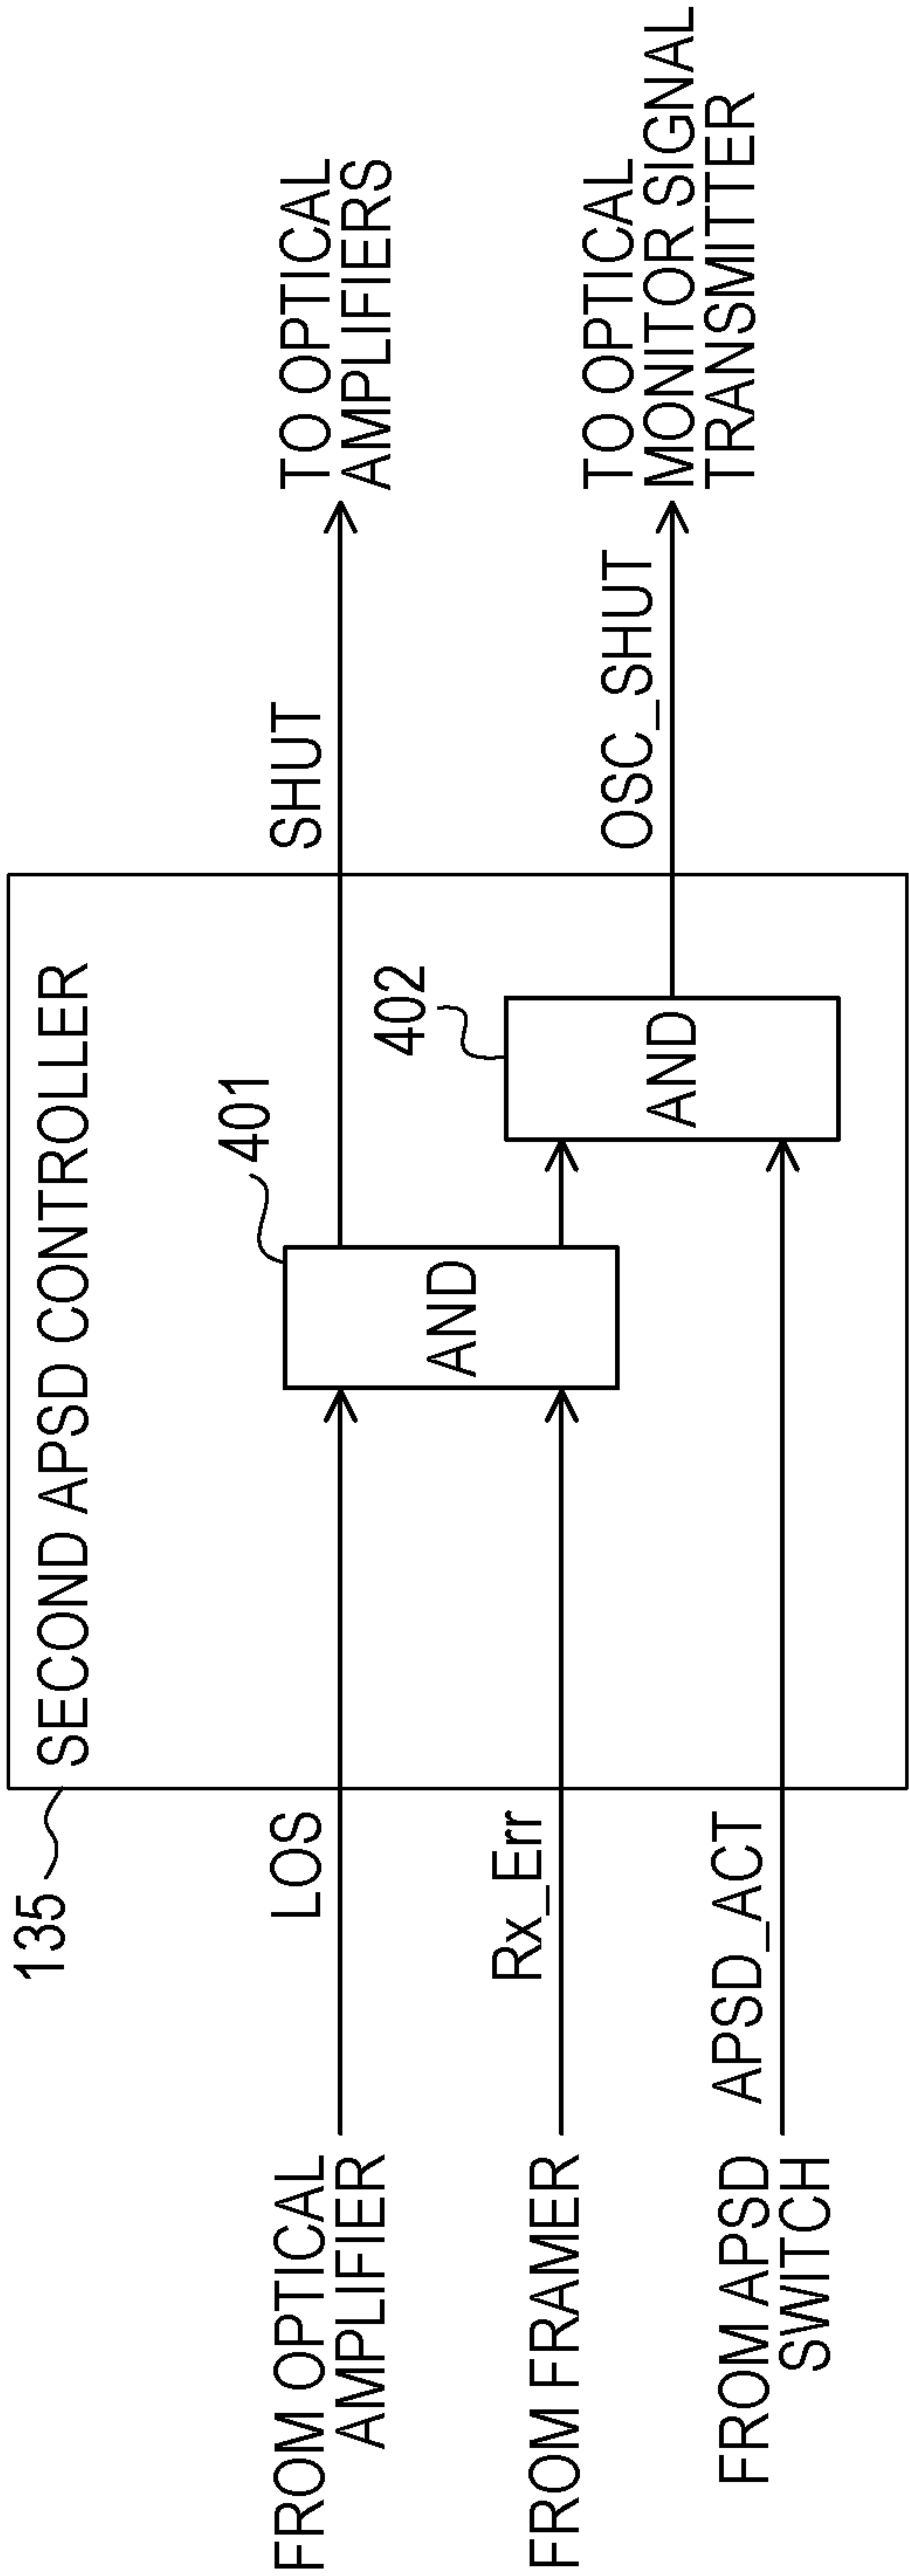 135
SECOND APSD CONTROLLER
FROM OPTICAL
AMPLIFIER
LOS
401
AND
SHUT
TO OPTICAL
AMPLIFIERS
FROM FRAMER
Rx_Err
402
AND
OSC_SHUT
TO OPTICAL
MONITOR SIGNAL
TRANSMITTER
FROM APSD
SWITCH
APSD_ACT